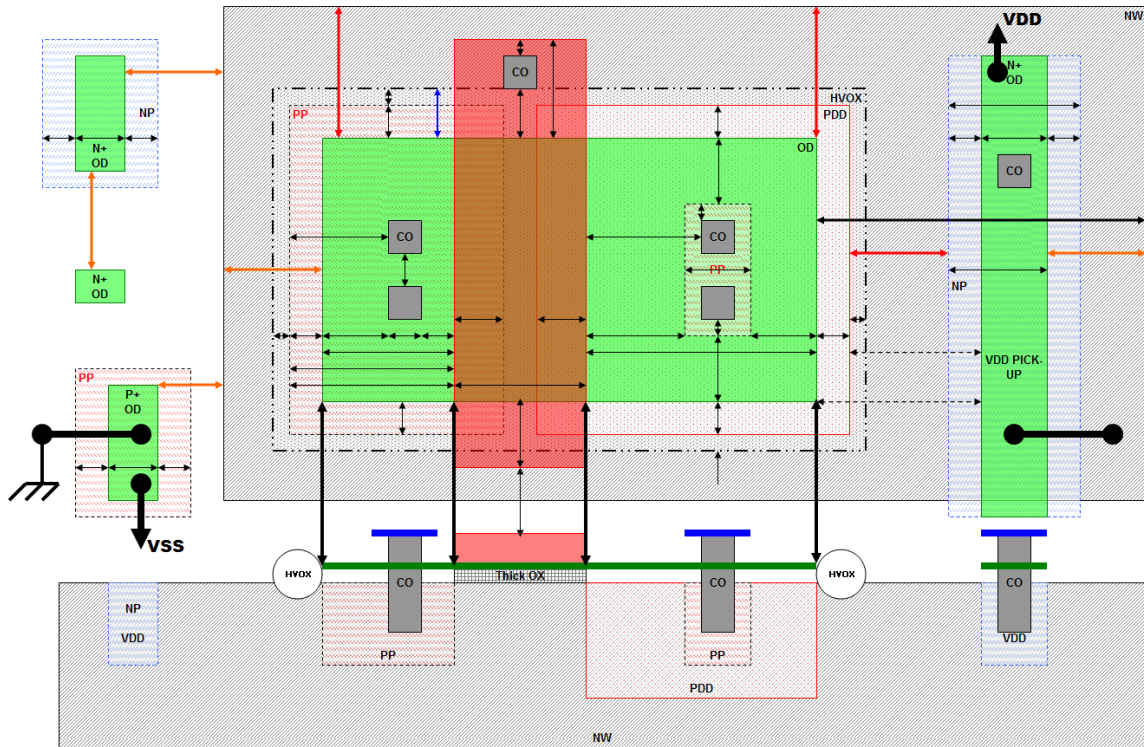 VDD
NW
N+
OD
CO
HVOX
NP
PP
PDD
OD
N+
OD
CO
CO
CO
PP
N+
OD
NP
PP
P+
OD
VDD PICK-
UP
VSS
HVOX
Thick OX
HVOX
CO
CO
CO
NP
VDD
VDD
PP
PP
PDD
NW